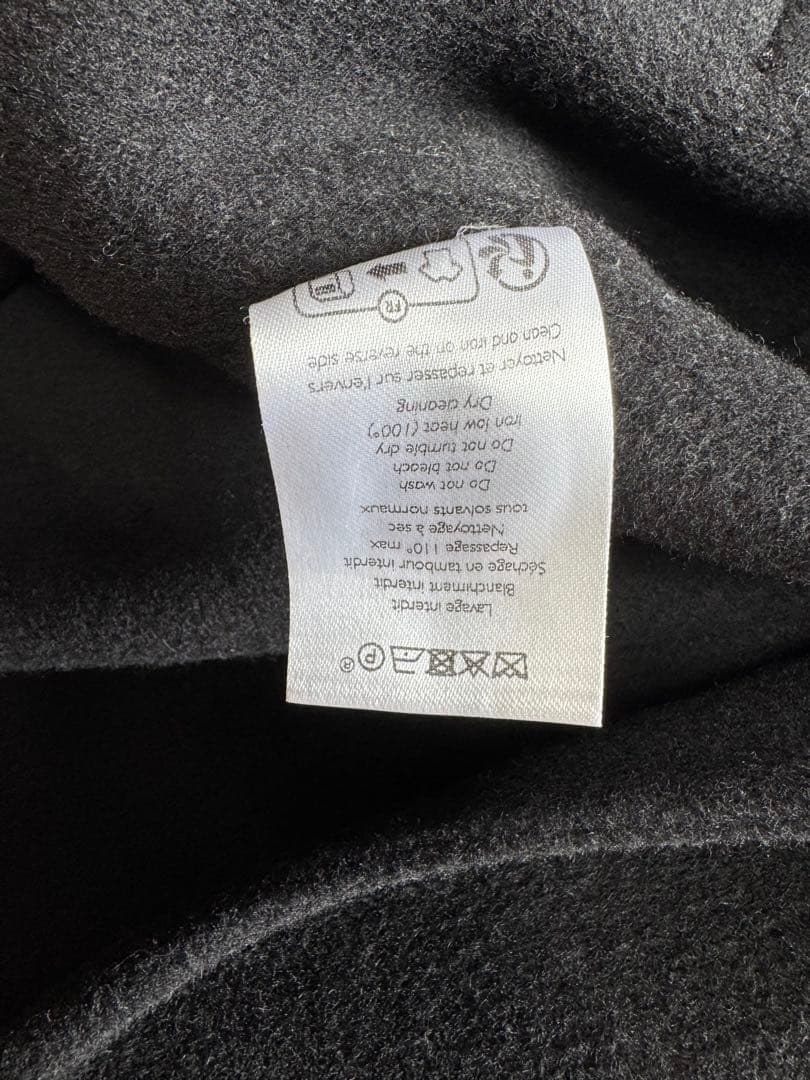 ®
Lavage interdit
Blanchiment interdit
Séchage en tambour interdit
Repassage 110° max
Nettoyage à sec
tous solvants normaux
Do not wash
Do not bleach
Do not tumble dry
Iron low heat (100°)
Dry cleaning
Nettoyer et repasser sur l'envers
Clean and iron on the reverse side
FR